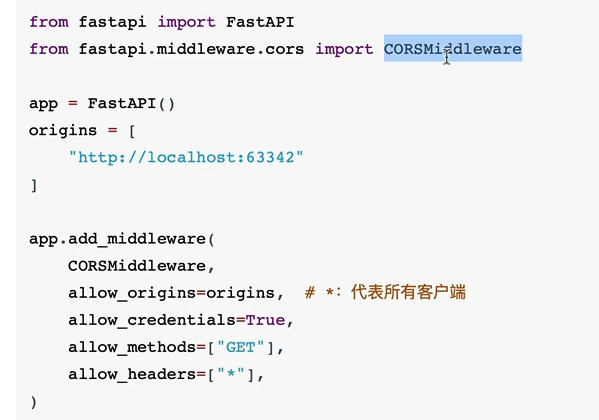 from fastapi import FastAPI
from fastapi.middleware.cors import CORSMiddleware
app = FastAPI()
origins = [
    "http://localhost:63342"
]
app.add_middleware(
    CORSMiddleware,
    allow_origins=origins,  # *：代表所有客户端
    allow_credentials=True,
    allow_methods=["GET"],
    allow_headers=["*"],
)